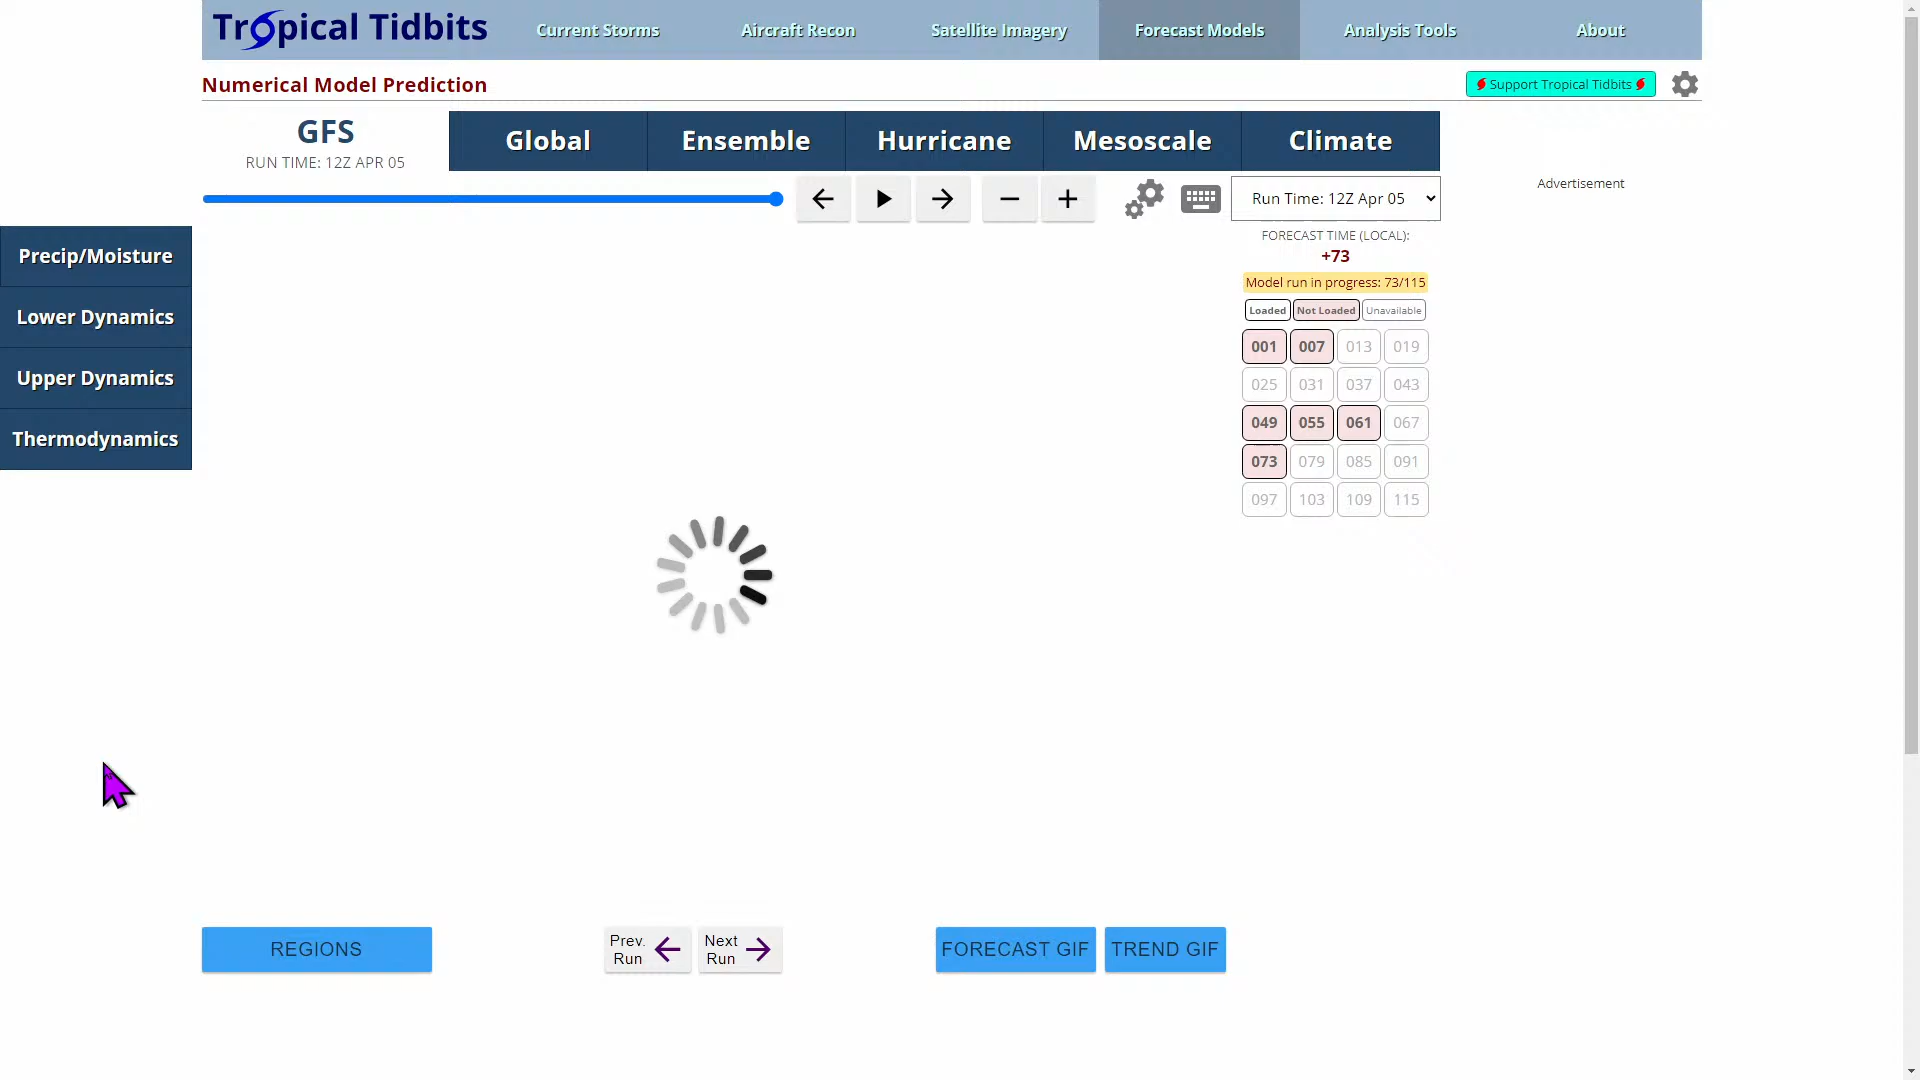 Tropical Tidbits
Current Storms
Aircraft Recon
Satellite Imagery
Forecast Models
Analysis Tools
About
Numerical Model Prediction
Support Tropical Tidbits
GFS
RUN TIME: 12Z APR 05
Global
Ensemble
Hurricane
Mesoscale
Climate
Run Time: 12Z Apr 05
Advertisement
FORECAST TIME (LOCAL):
+73
Model run in progress: 73/115
Loaded Not Loaded Unavailable
001 007 013 019
025 031 037 043
049 055 061 067
073 079 085 091
097 103 109 115
Precip/Moisture
Lower Dynamics
Upper Dynamics
Thermodynamics
REGIONS
Prev.
Run
Next
Run
FORECAST GIF
TREND GIF